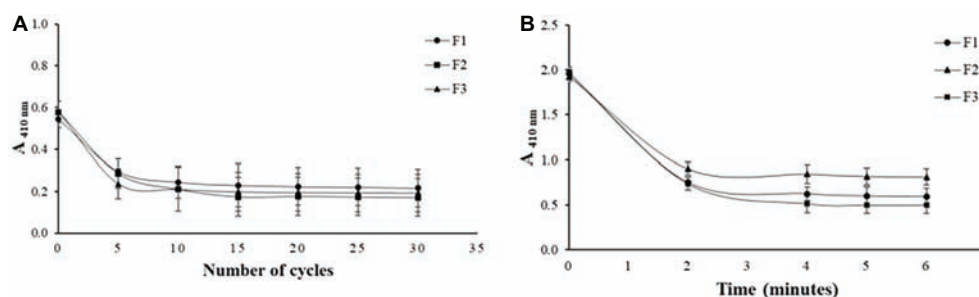 A
1.0
0.8
0.6
0.4
0.2
0.0
A 410 nm
0 5 10 15 20 25 30 35
Number of cycles
F1
F2
F3
B
2.5
2.0
1.5
1.0
0.5
0.0
A 410 nm
0 1 2 3 4 5 6
Time (minutes)
F1
F2
F3